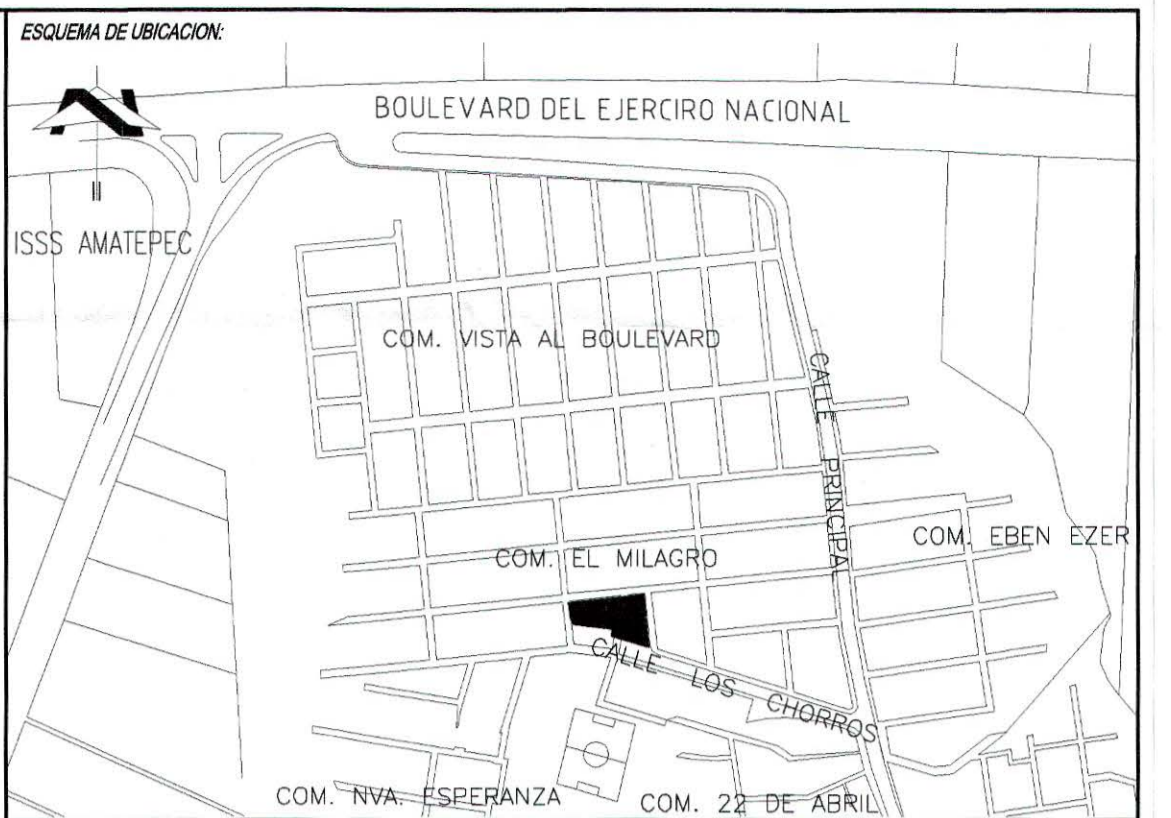 ESQUEMA DE UBICACION:
BOULEVARD DEL EJERCIRO NACIONAL
ISSS AMATEPEC
COM. VISTA AL BOULEVARD
CALLE PRINCIPAL
COM. EBEN EZER
COM. EL MILAGRO
CALLE LOS CHORROS
COM. NVA. ESPERANZA
COM. 22 DE ABRIL